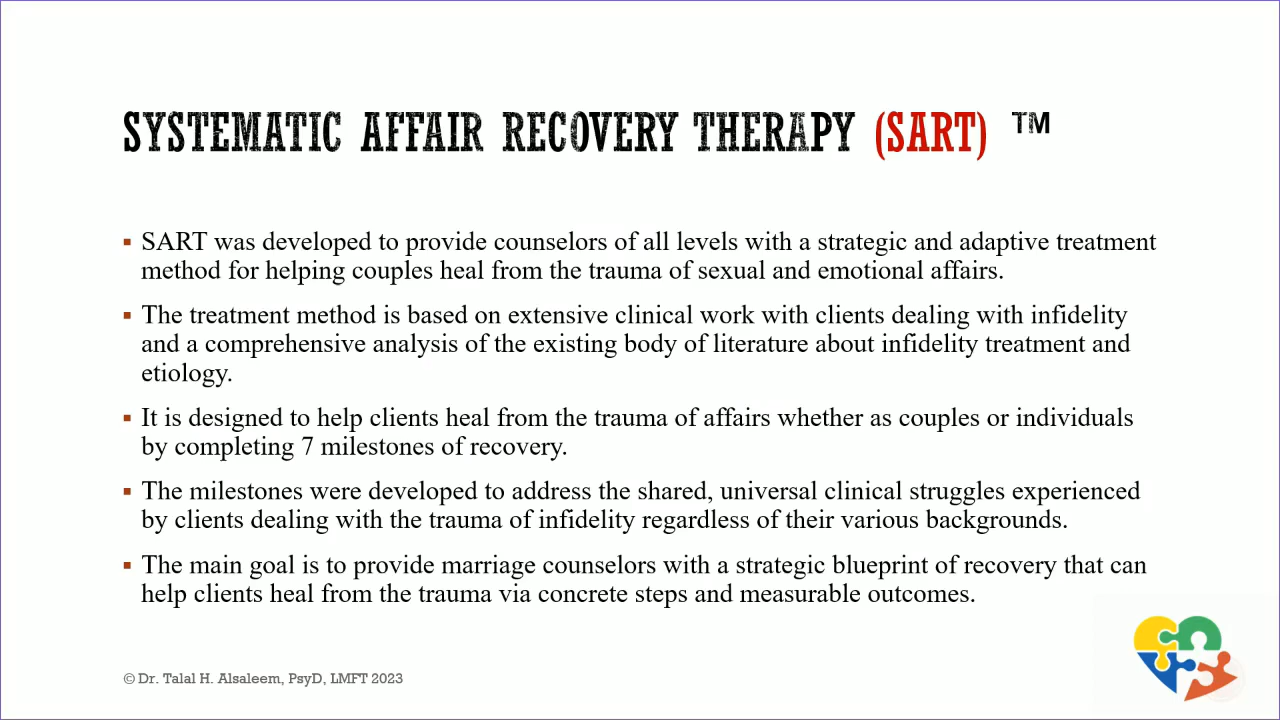 SYSTEMATIC AFFAIR RECOVERY THERAPY (SART) ™
▪ SART was developed to provide counselors of all levels with a strategic and adaptive treatment
method for helping couples heal from the trauma of sexual and emotional affairs.
▪ The treatment method is based on extensive clinical work with clients dealing with infidelity
and a comprehensive analysis of the existing body of literature about infidelity treatment and
etiology.
▪ It is designed to help clients heal from the trauma of affairs whether as couples or individuals
by completing 7 milestones of recovery.
▪ The milestones were developed to address the shared, universal clinical struggles experienced
by clients dealing with the trauma of infidelity regardless of their various backgrounds.
▪ The main goal is to provide marriage counselors with a strategic blueprint of recovery that can
help clients heal from the trauma via concrete steps and measurable outcomes.
© Dr. Talal H. Alsaleem, PsyD, LMFT 2023